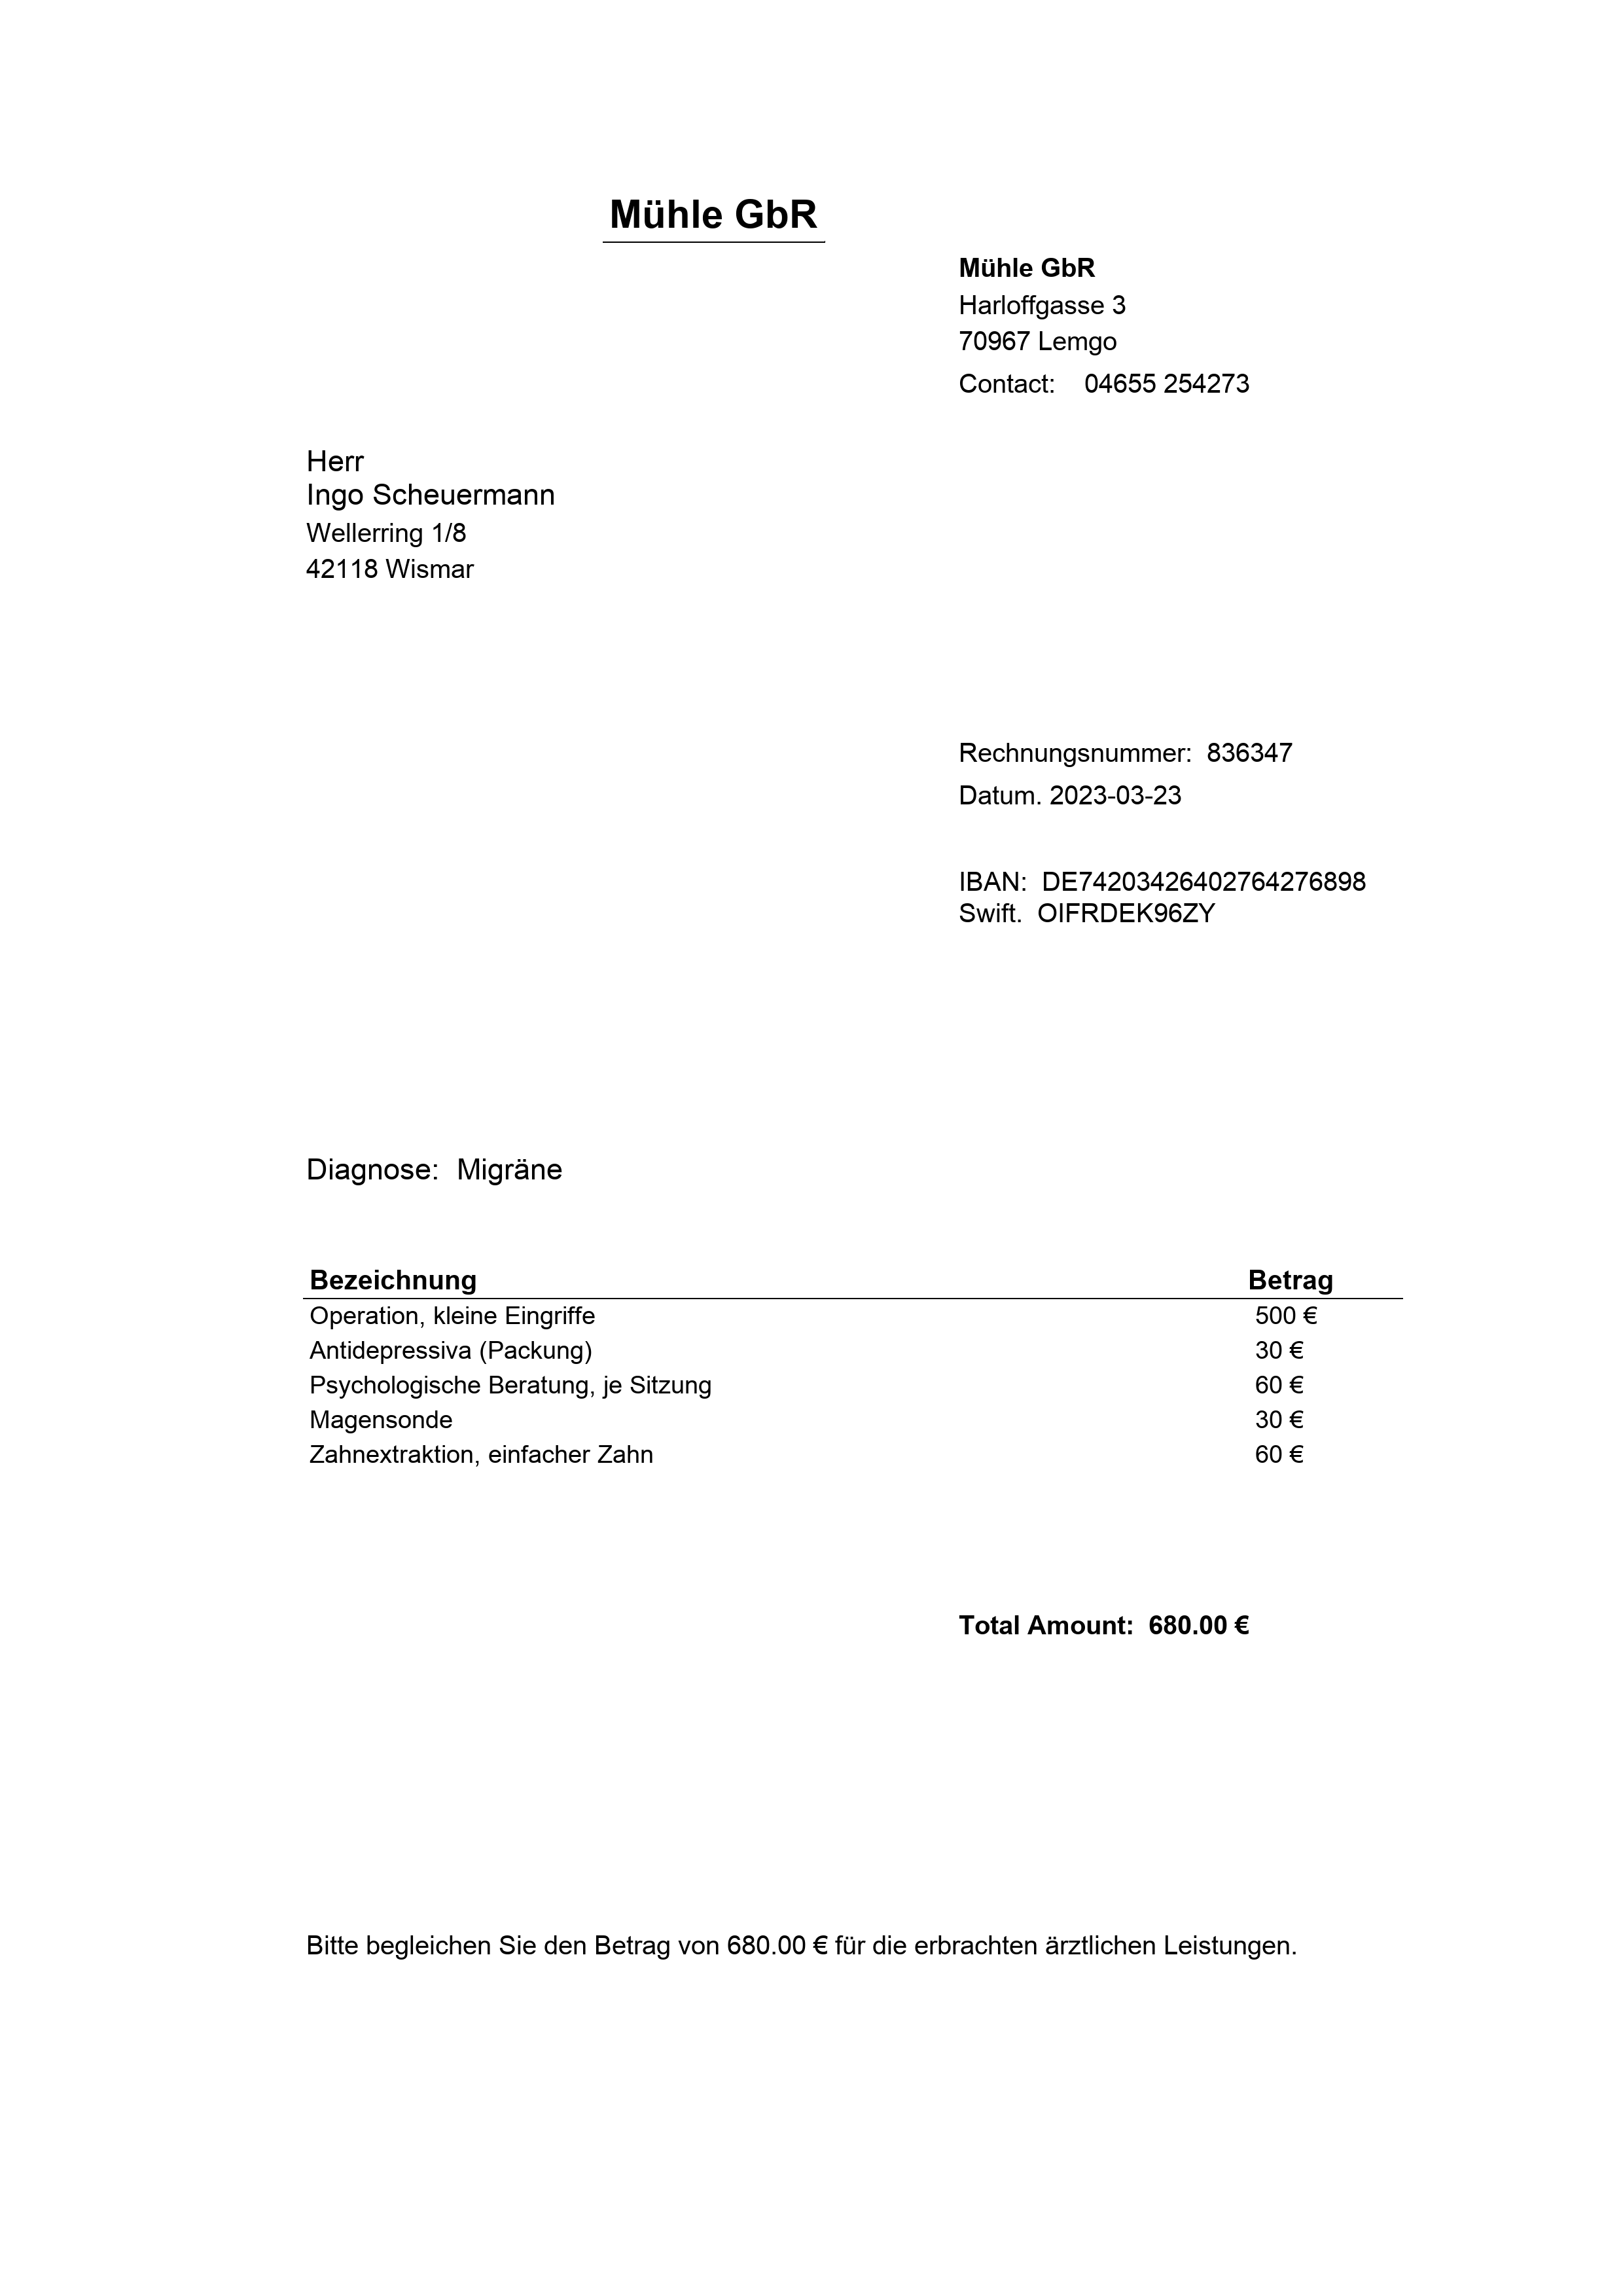 Mühle GbR
Mühle GbR
Harloffgasse 3
70967 Lemgo
Contact: 04655 254273
Herr
Ingo Scheuermann
Wellerring 1/8
42118 Wismar
Rechnungsnummer: 836347
Datum. 2023-03-23
IBAN: DE74203426402764276898
Swift. OIFRDEK96ZY
Diagnose: Migräne
Bezeichnung Betrag
Operation, kleine Eingriffe 500 €
Antidepressiva (Packung) 30 €
Psychologische Beratung, je Sitzung 60 €
Magensonde 30 €
Zahnextraktion, einfacher Zahn 60 €
Total Amount: 680.00 €
Bitte begleichen Sie den Betrag von 680.00 € für die erbrachten ärztlichen Leistungen.